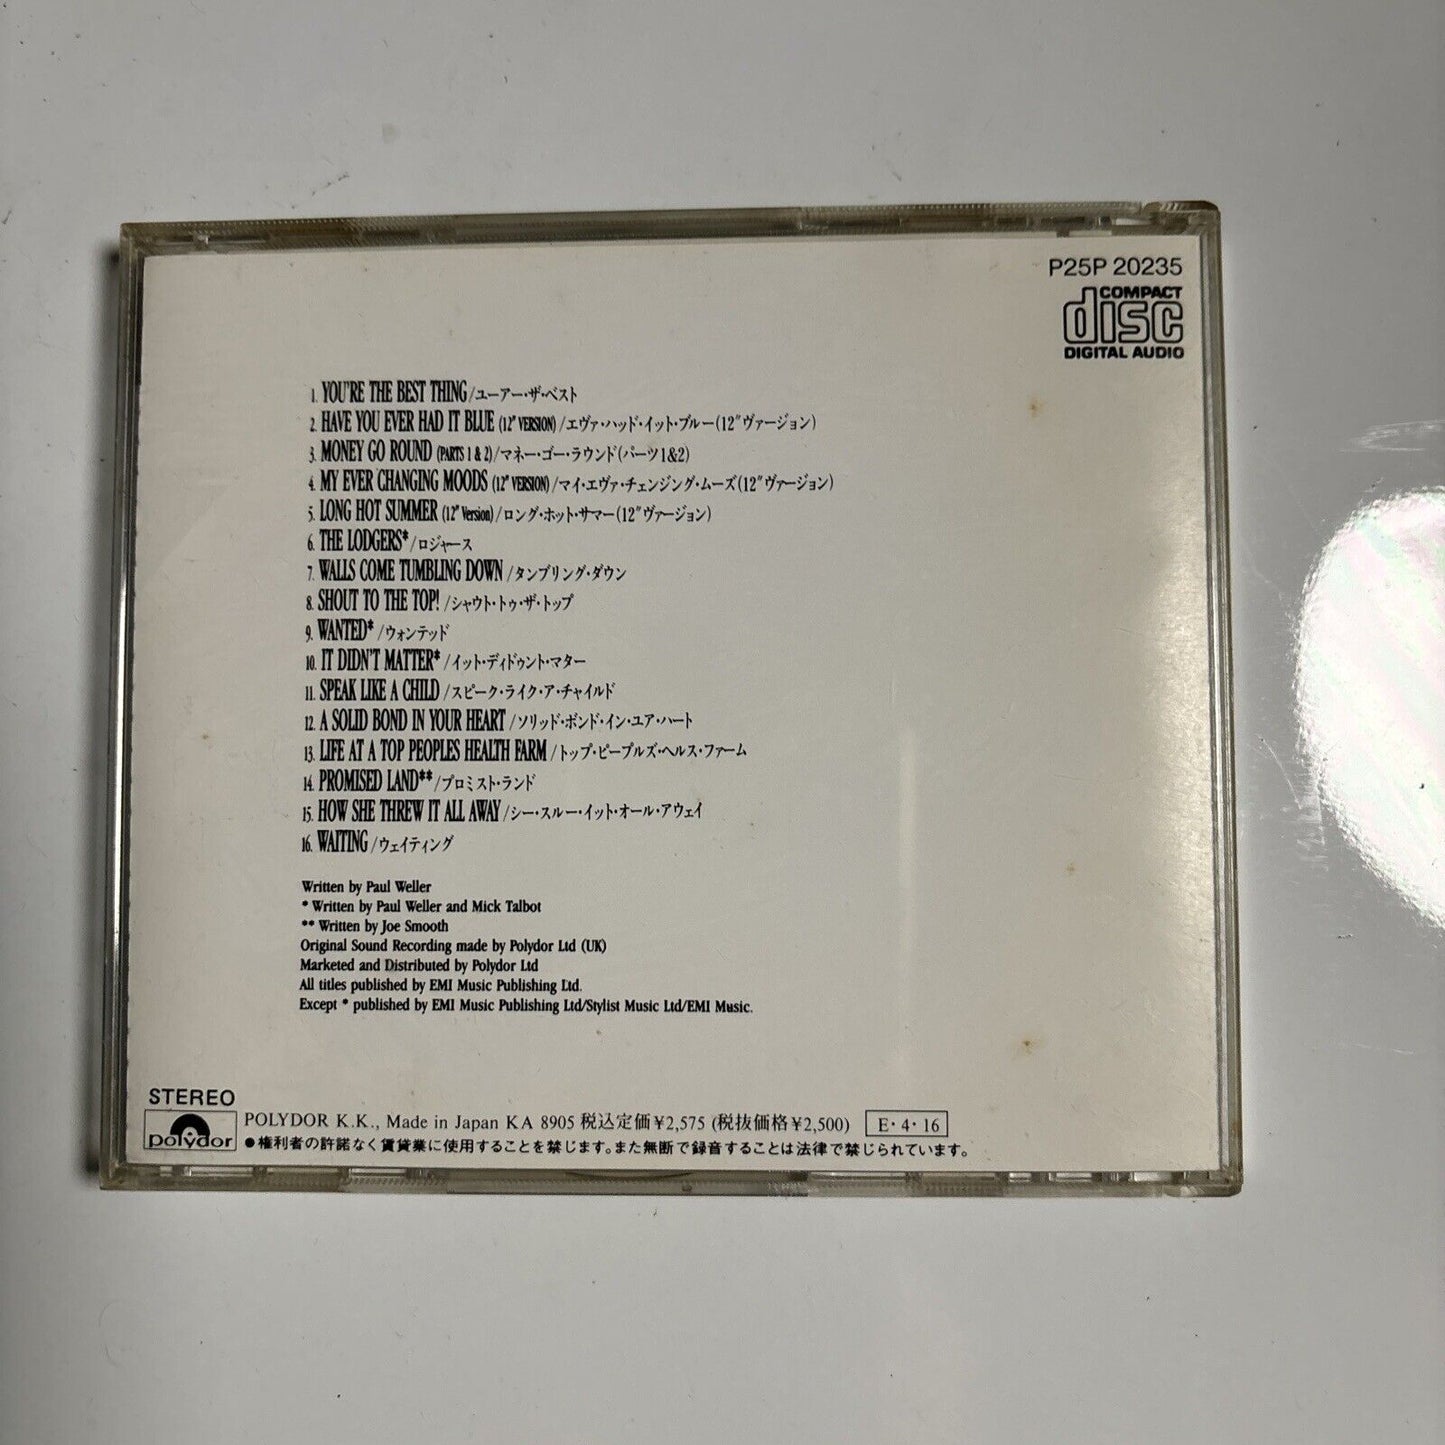 P25P 20235
COMPACT
disc
DIGITAL AUDIO
1. YOU'RE THE BEST THING/ユーアー・ザ・ベスト
2. HAVE YOU EVER HAD IT BLUE (12" VERSION)/エヴァ・ハッド・イット・ブルー(12″ヴァージョン)
3. MONEY GO ROUND (PARTS 1 & 2)/マネー・ゴー・ラウンド(パーツ1&2)
4. MY EVER CHANGING MOODS (12" VERSION)/マイ・エヴァ・チェンジング・ムーズ(12″ヴァージョン)
5. LONG HOT SUMMER (12" Version)/ロング・ホット・サマー(12″ヴァージョン)
6. THE LODGERS*/ロジャース
7. WALLS COME TUMBLING DOWN/タンブリング・ダウン
8. SHOUT TO THE TOP!/シャウト・トゥ・ザ・トップ
9. WANTED*/ウォンテッド
10. IT DIDN'T MATTER*/イット・ディドゥント・マター
11. SPEAK LIKE A CHILD/スピーク・ライク・ア・チャイルド
12. A SOLID BOND IN YOUR HEART/ソリッド・ボンド・イン・ユア・ハート
13. LIFE AT A TOP PEOPLES HEALTH FARM/トップ・ピープルズ・ヘルス・ファーム
14. PROMISED LAND**/プロミスト・ランド
15. HOW SHE THREW IT ALL AWAY/シー・スルー・イット・オール・アウェイ
16. WAITING/ウェイティング
Written by Paul Weller
* Written by Paul Weller and Mick Talbot
** Written by Joe Smooth
Original Sound Recording made by Polydor Ltd (UK)
Marketed and Distributed by Polydor Ltd
All titles published by EMI Music Publishing Ltd.
Except * published by EMI Music Publishing Ltd/Stylist Music Ltd/EMI Music.
STEREO
polydor
POLYDOR K.K., Made in Japan KA 8905 税込定価¥2,575 (税抜価格¥2,500) E・4・16
●権利者の許諾なく賃貸業に使用することを禁じます。また無断で録音することは法律で禁じられています。